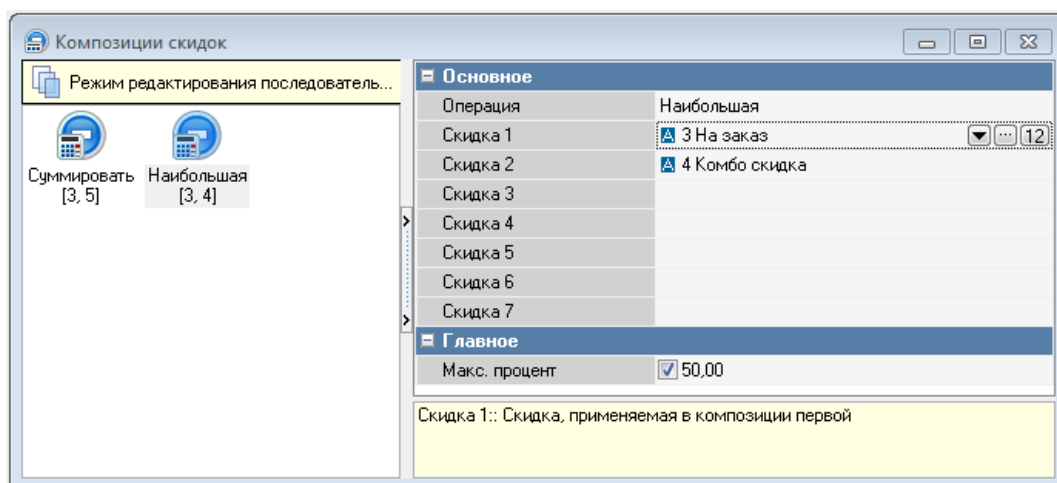 Композиции скидок
Режим редактирования последователь...
Суммировать
[3, 5]
Наибольшая
[3, 4]
Основное
Операция Наибольшая
Скидка 1 A 3 На заказ ... 12
Скидка 2 A 4 Комбо скидка
Скидка 3
Скидка 4
Скидка 5
Скидка 6
Скидка 7
Главное
Макс. процент 50,00
Скидка 1:: Скидка, применяемая в композиции первой